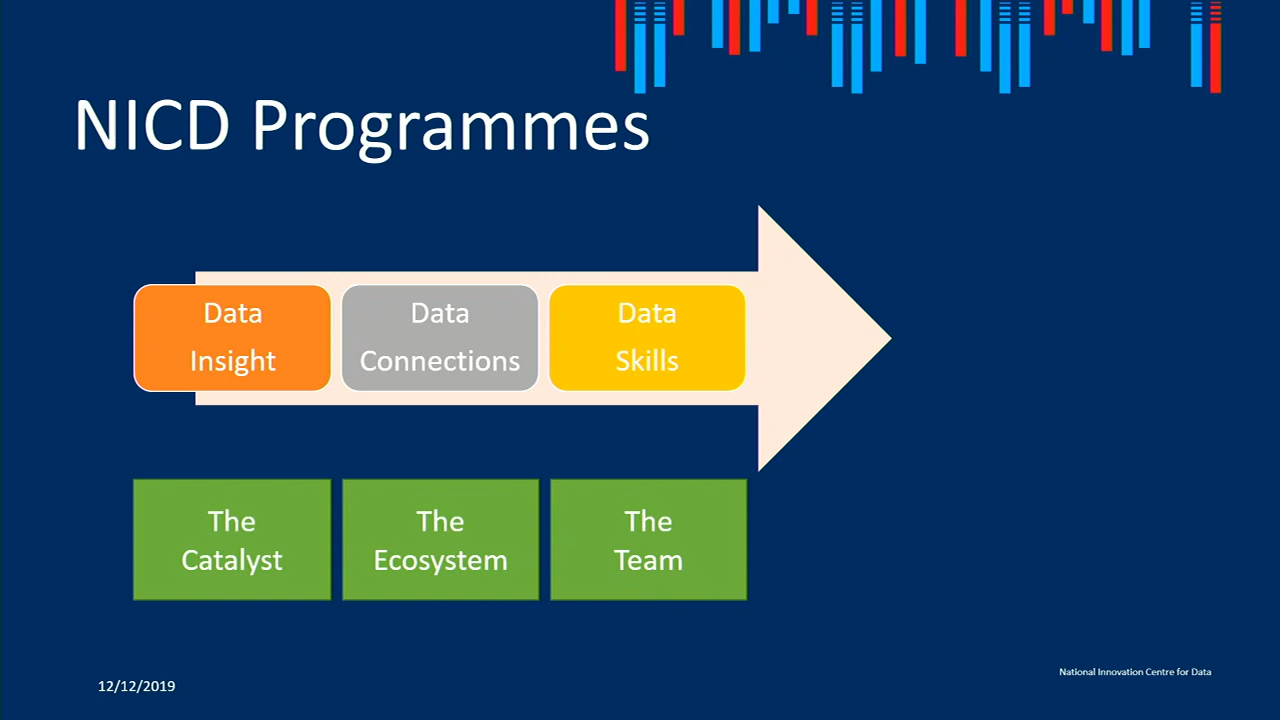 NICD Programmes
Data
Insight
Data
Connections
Data
Skills
The
Catalyst
The
Ecosystem
The
Team
12/12/2019
National Innovation Centre for Data